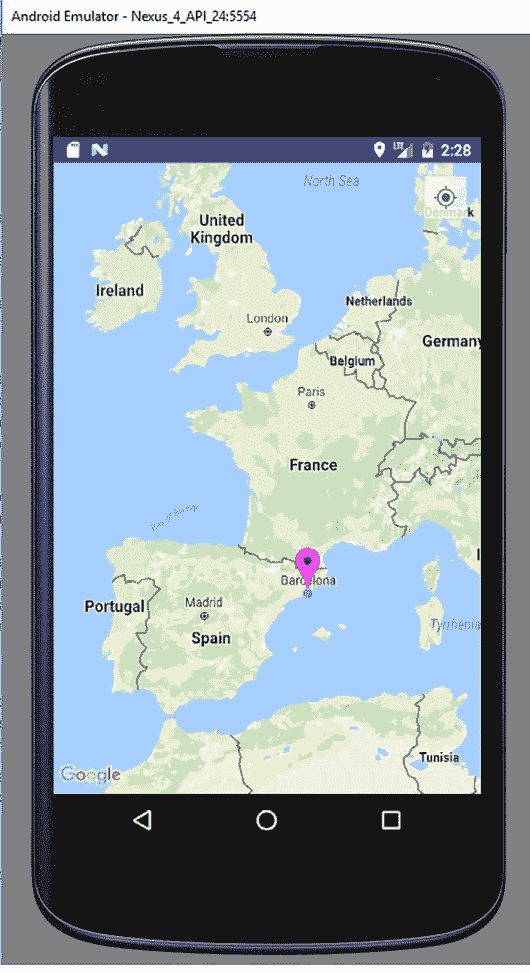 Android Emulator - Nexus_4_API_24:5554
LTE
2:28
North Sea
Denmark
United
Kingdom
Ireland
Netherlands
London
Germany
Belgium
Paris
France
Barcelona
Portugal
Madrid
Spain
Google
Tunisia